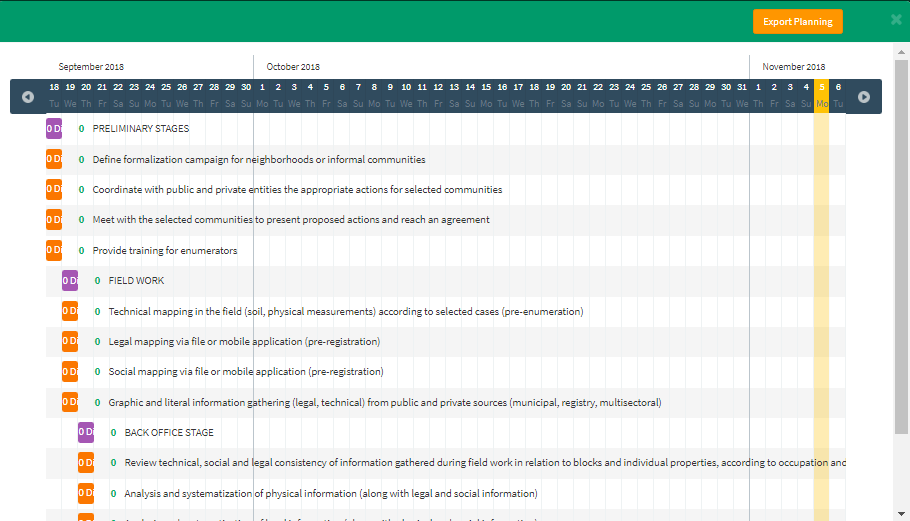 Export Planning
September 2018 October 2018 November 2018
18 19 20 21 22 23 24 25 26 27 28 29 30 1 2 3 4 5 6 7 8 9 10 11 12 13 14 15 16 17 18 19 20 21 22 23 24 25 26 27 28 29 30 31 1 2 3 4 5 6
Tu We Th Fr Sa Su Mo Tu We Th Fr Sa Su Mo Tu We Th Fr Sa Su Mo Tu We Th Fr Sa Su Mo Tu We Th Fr Sa Su Mo Tu We Th Fr Sa Su Mo Tu We Th Fr Sa Su Mo Tu
0 Di 0 PRELIMINARY STAGES
0 Di 0 Define formalization campaign for neighborhoods or informal communities
0 Di 0 Coordinate with public and private entities the appropriate actions for selected communities
0 Di 0 Meet with the selected communities to present proposed actions and reach an agreement
0 Di 0 Provide training for enumerators
0 Di 0 FIELD WORK
0 Di 0 Technical mapping in the field (soil, physical measurements) according to selected cases (pre-enumeration)
0 Di 0 Legal mapping via file or mobile application (pre-registration)
0 Di 0 Social mapping via file or mobile application (pre-registration)
0 Di 0 Graphic and literal information gathering (legal, technical) from public and private sources (municipal, registry, multisectoral)
0 Di 0 BACK OFFICE STAGE
0 Di 0 Review technical, social and legal consistency of information gathered during field work in relation to blocks and individual properties, according to occupation and
0 Di 0 Analysis and systematization of physical information (along with legal and social information)